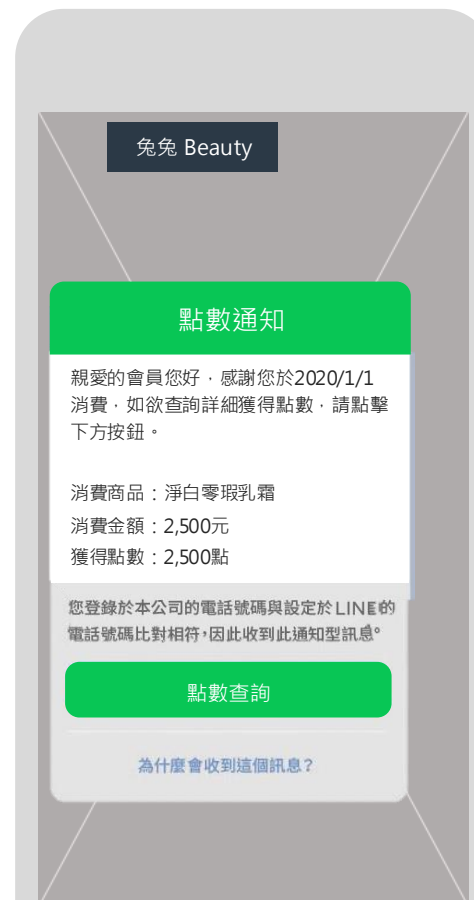 兔兔 Beauty
點數通知
親愛的會員您好，感謝您於2020/1/1
消費，如欲查詢詳細獲得點數，請點擊
下方按鈕。
消費商品：淨白零瑕乳霜
消費金額：2,500元
獲得點數：2,500點
您登錄於本公司的電話號碼與設定於LINE的
電話號碼比對相符，因此收到此通知型訊息。
點數查詢
為什麼會收到這個訊息？